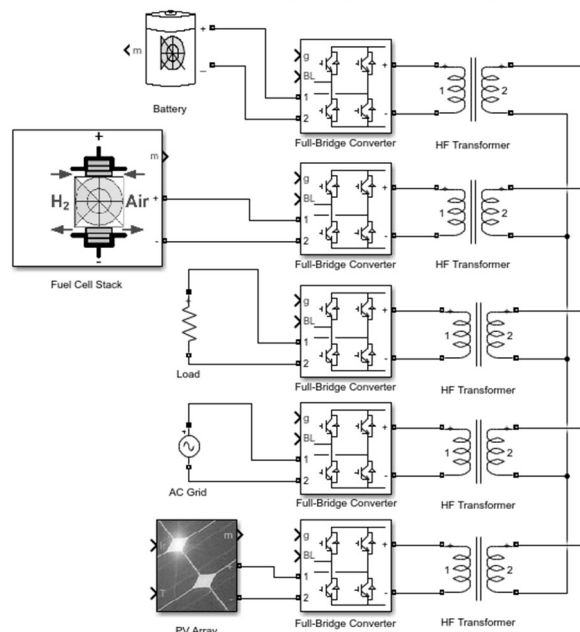 +
g
m
BL
1
+
-
1 2
1
2
+
–
Battery
Full-Bridge Converter
HF Transformer
+
m
g
BL
H2 Air
+
-
1
2
+
-
1 2
-
Full-Bridge Converter
HF Transformer
Fuel Cell Stack
g
BL
+
1
2
+
-
1 2
Load
Full-Bridge Converter
HF Transformer
g
BL
+
1
2
+
-
1 2
AC Grid
Full-Bridge Converter
HF Transformer
m
g
BL
+
-
T
1
2
+
-
1 2
PV Array
Full-Bridge Converter
HF Transformer